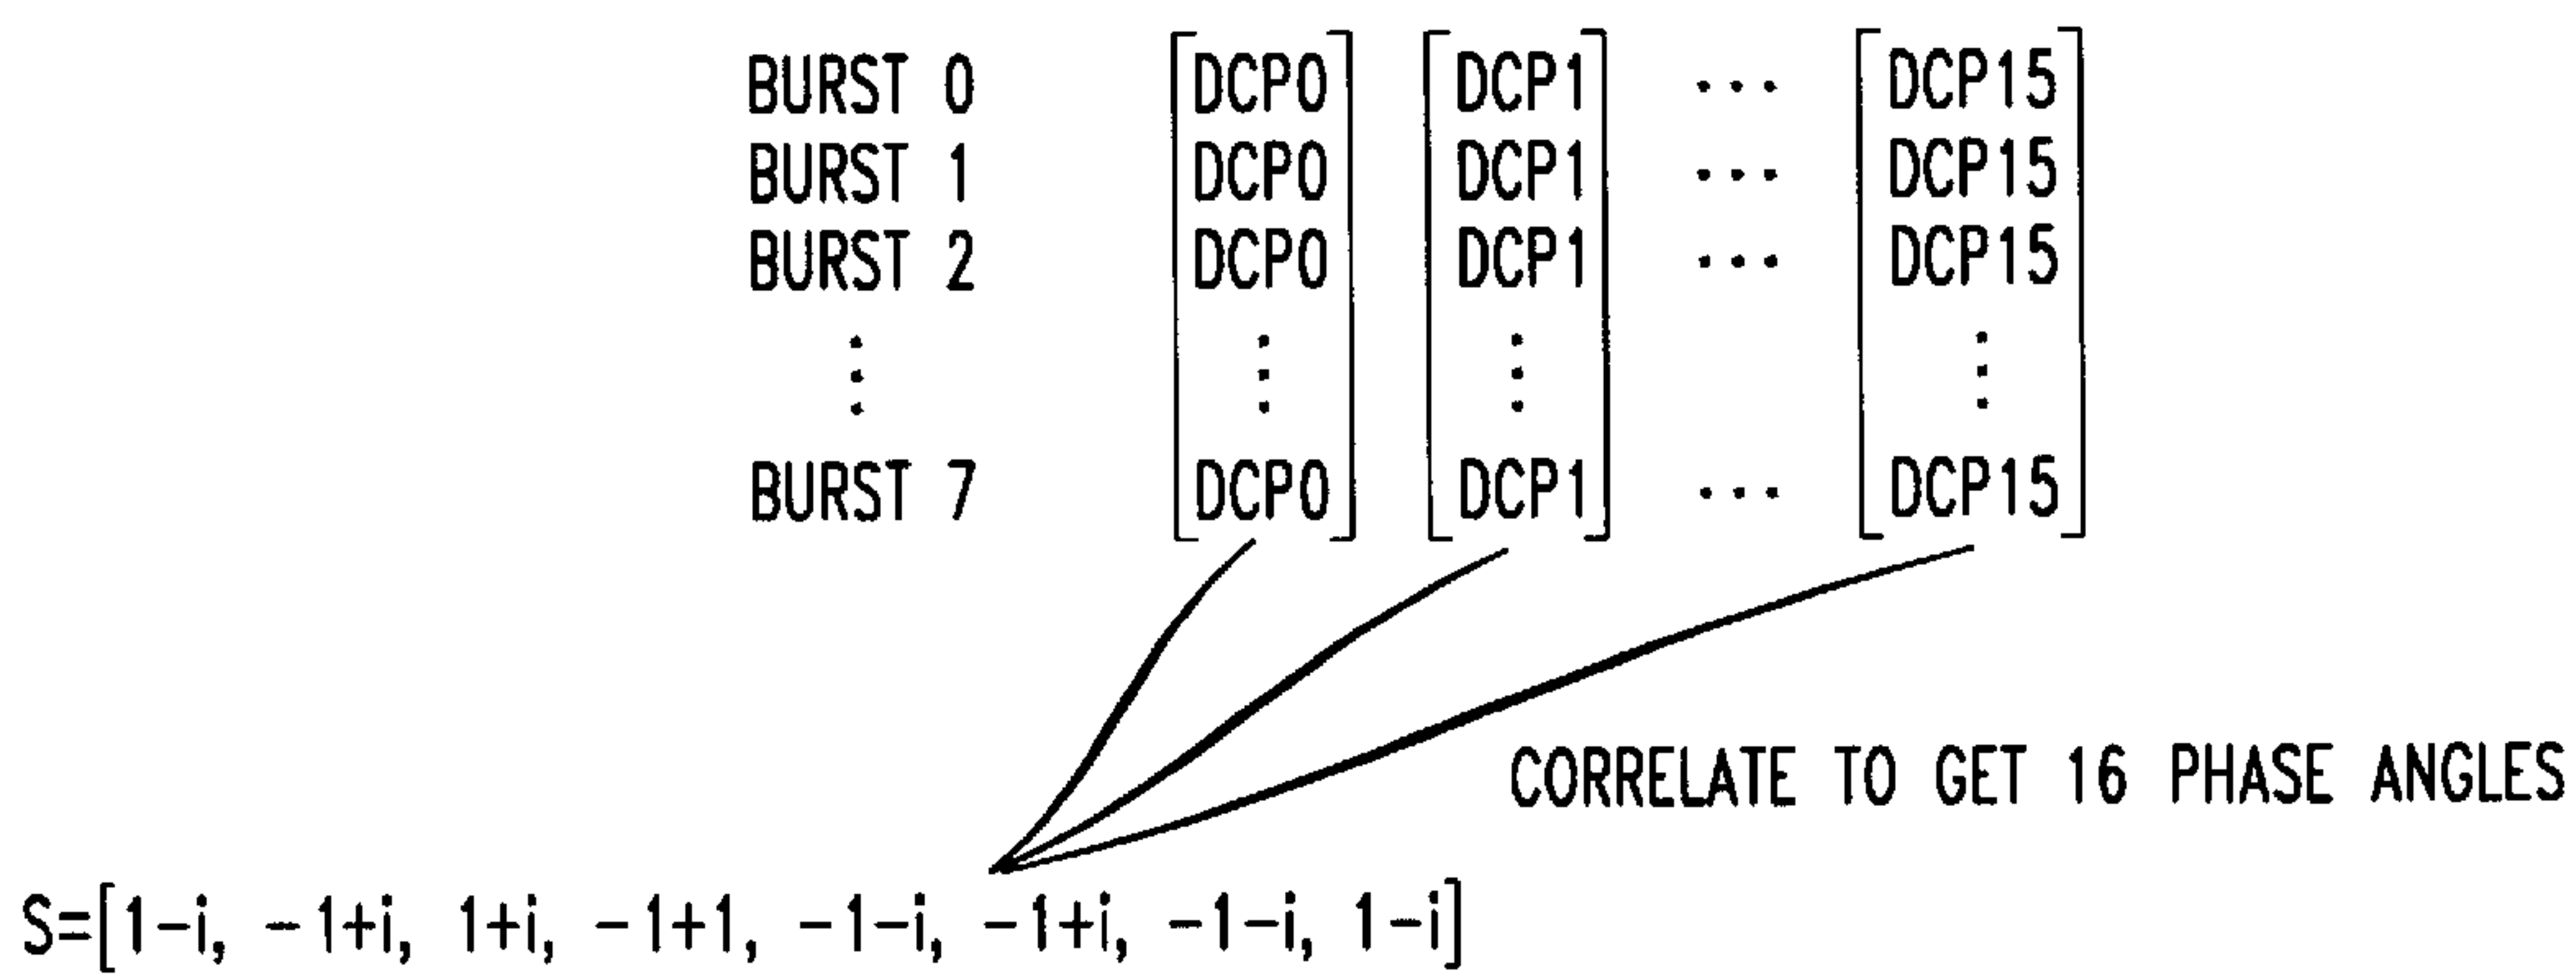 BURST 0 [DCP0] [DCP1] ... [DCP15]
BURST 1 DCP0 DCP1 ... DCP15
BURST 2 DCP0 DCP1 ... DCP15
BURST 7 DCP0 DCP1 ... DCP15
CORRELATE TO GET 16 PHASE ANGLES
S=[1-i, -1+i, 1+i, -1+1, -1-i, -1+i, -1-i, 1-i]